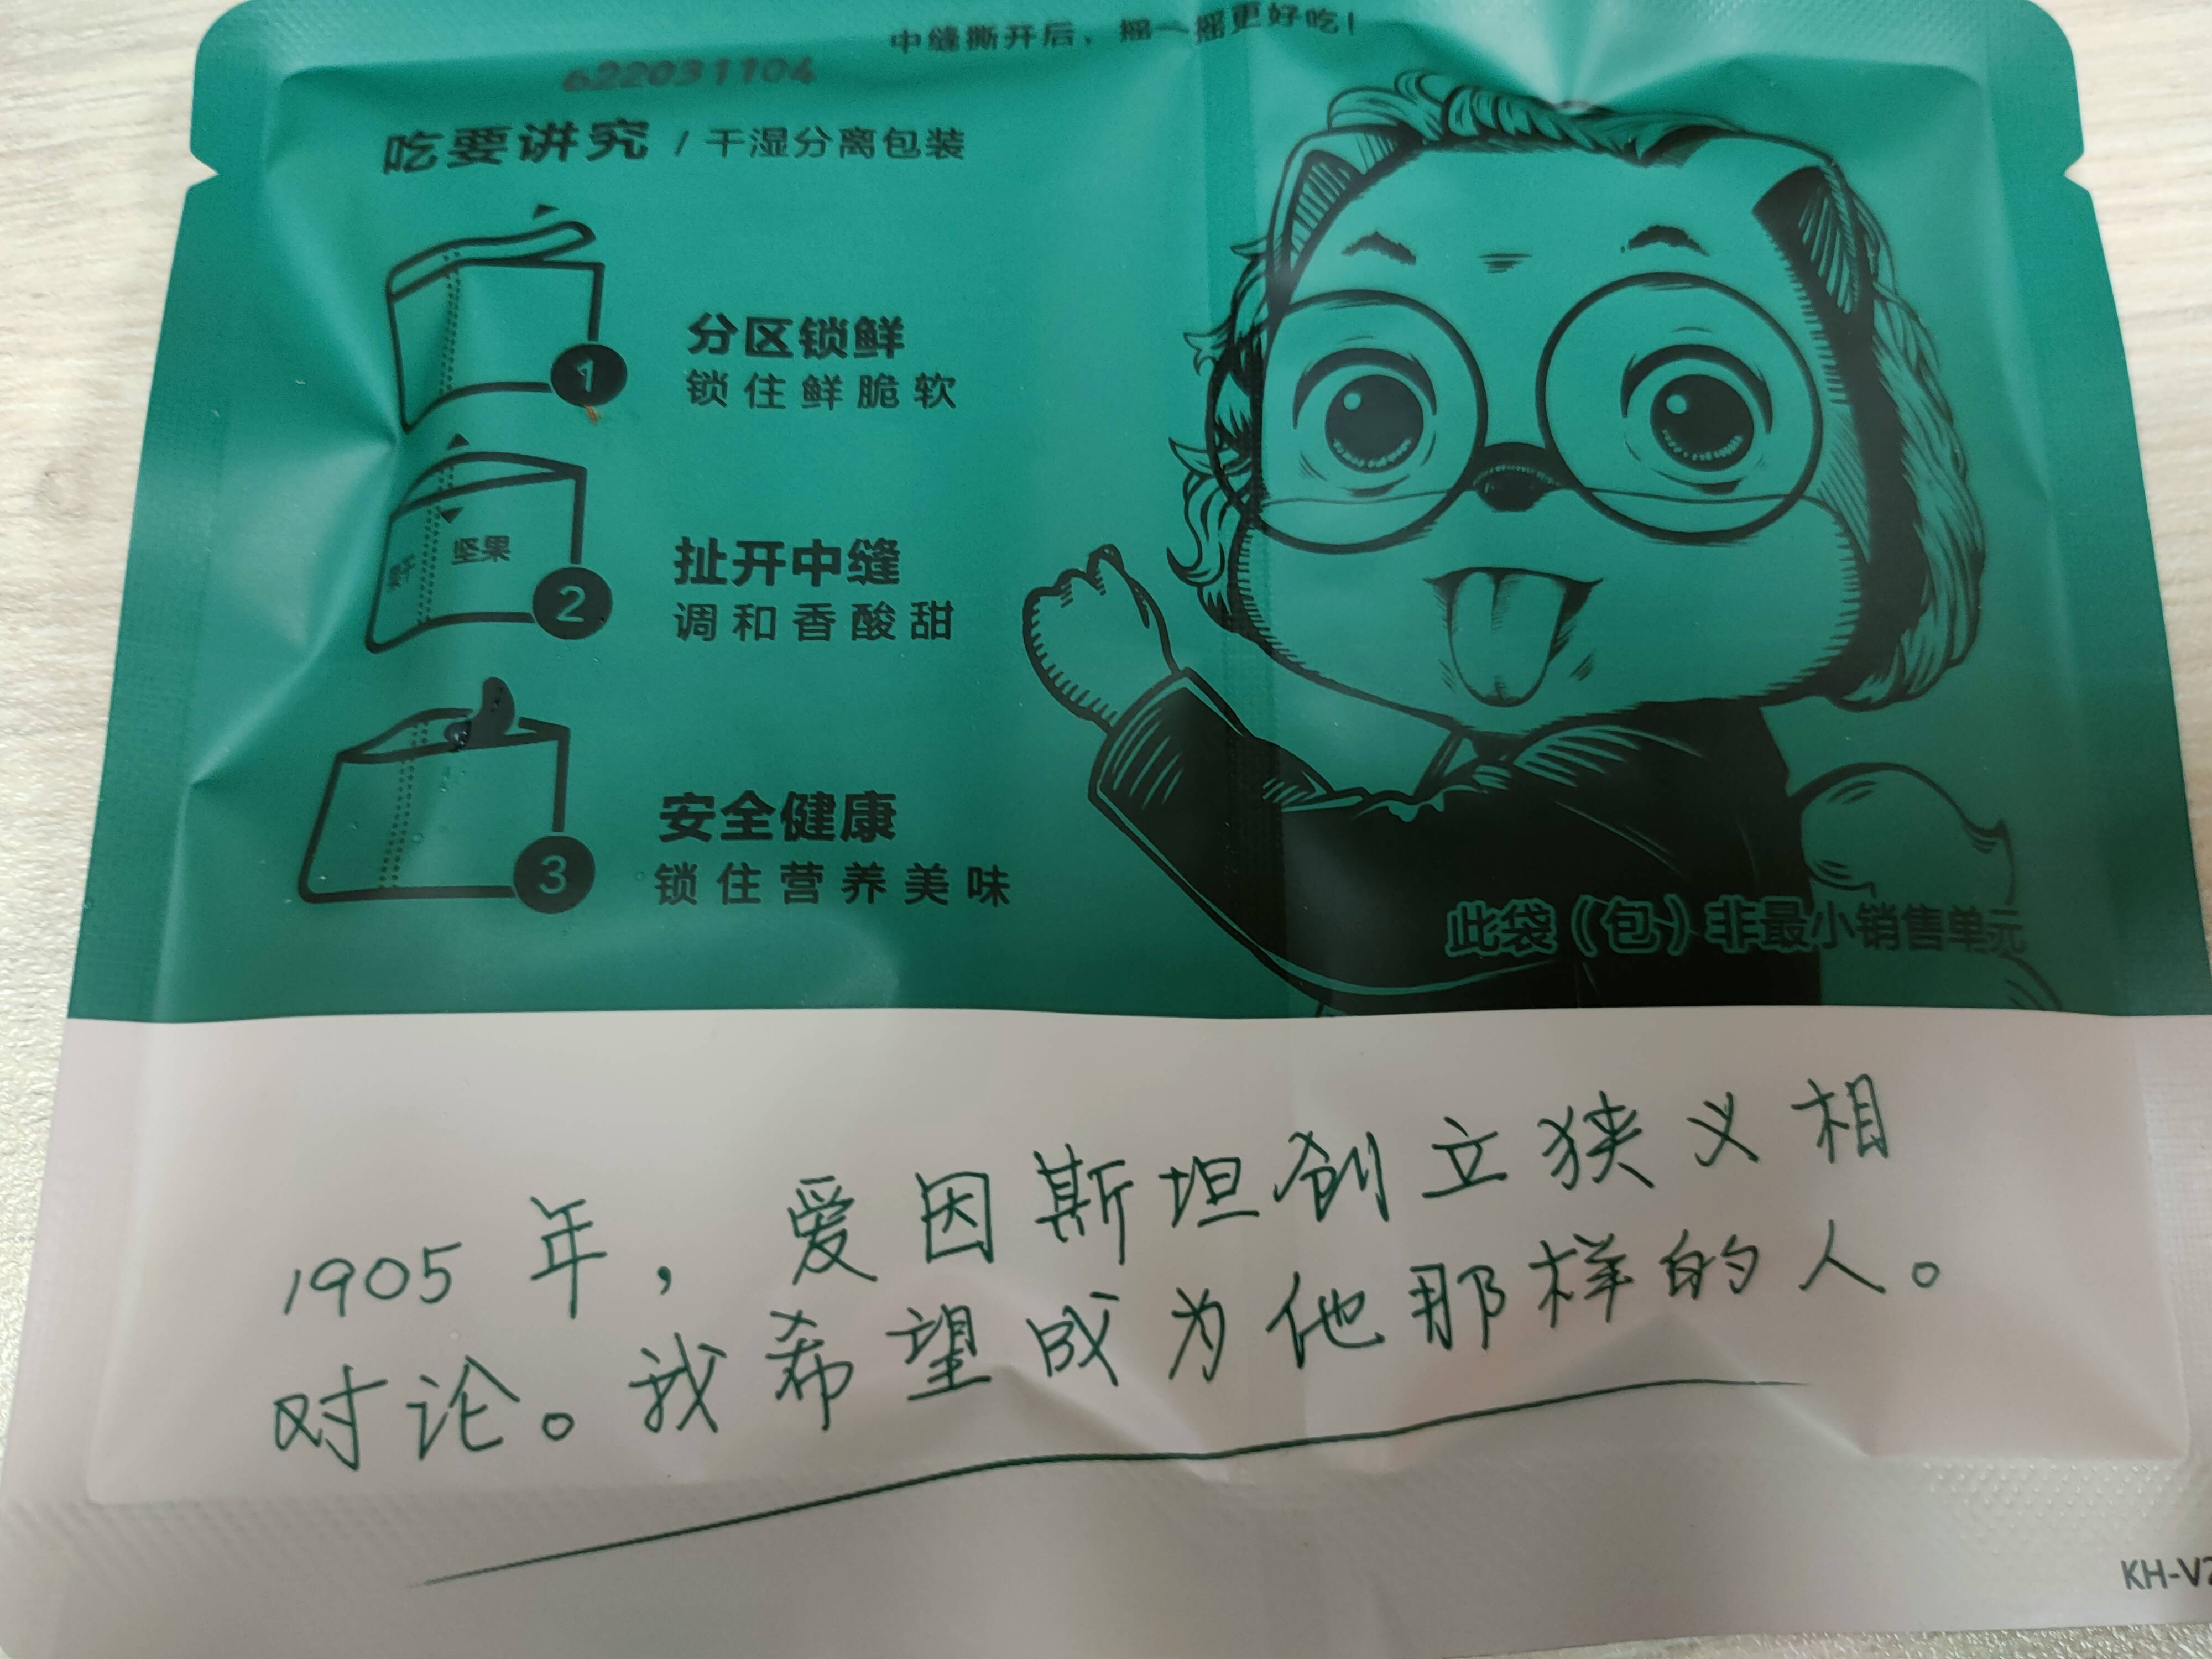 中缝撕开后，摇一摇更好吃！
622031104
吃要讲究 / 干湿分离包装
1
分区锁鲜
锁住鲜脆软
坚果
2
扯开中缝
调和香酸甜
3
安全健康
锁住营养美味
此袋（包）非最小销售单元
1905年，爱因斯坦创立狭义相
对论。我希望成为他那样的人。